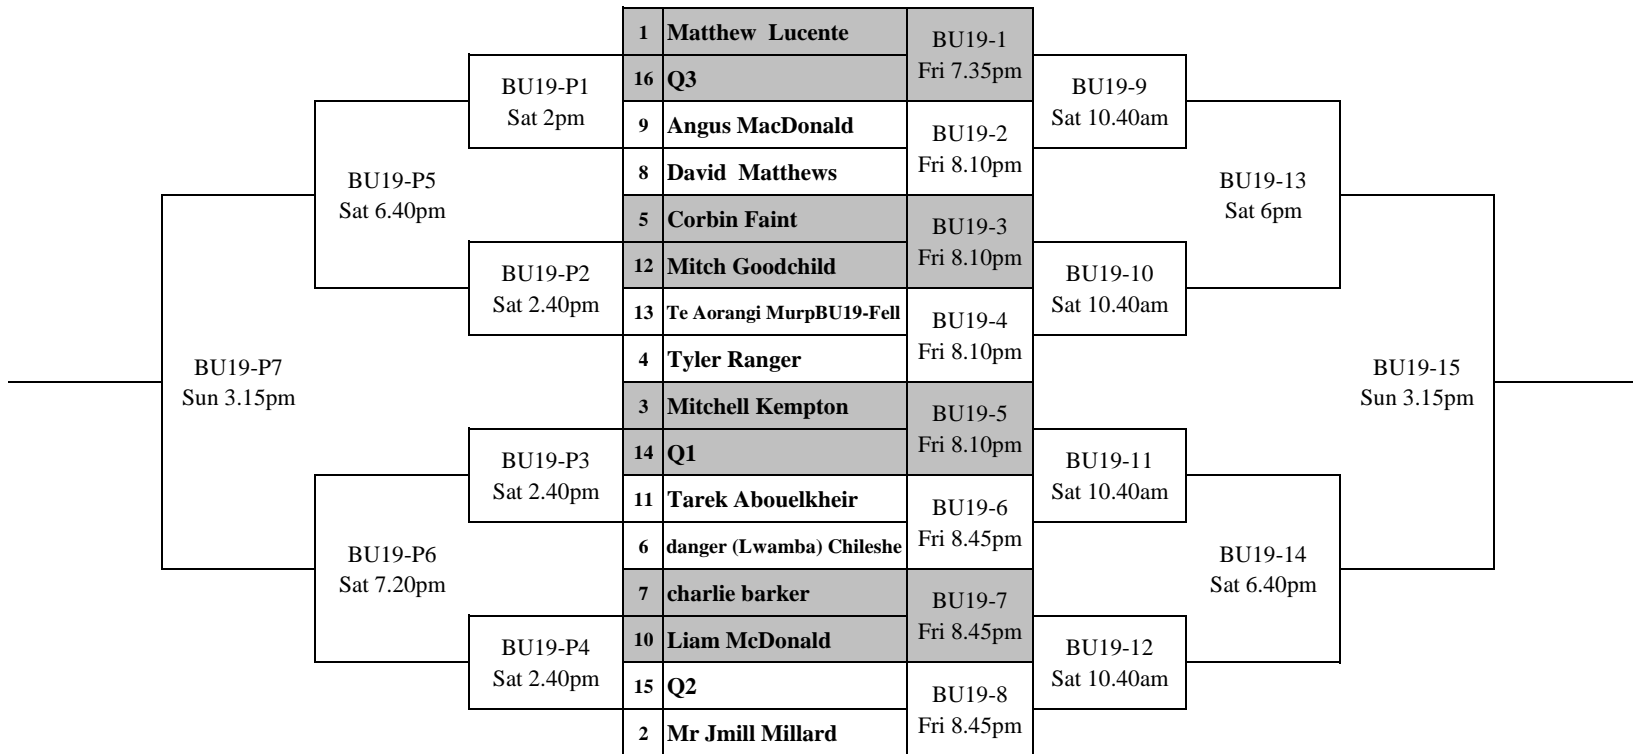 1 Matthew Lucente
BU19-1
Fri 7.35pm
16 Q3
BU19-P1
Sat 2pm
BU19-9
Sat 10.40am
9 Angus MacDonald
BU19-2
Fri 8.10pm
8 David Matthews
BU19-P5
Sat 6.40pm
BU19-13
Sat 6pm
5 Corbin Faint
BU19-3
Fri 8.10pm
12 Mitch Goodchild
BU19-P2
Sat 2.40pm
BU19-10
Sat 10.40am
13 Te Aorangi MurpBU19-Fell
BU19-4
Fri 8.10pm
4 Tyler Ranger
BU19-P7
Sun 3.15pm
BU19-15
Sun 3.15pm
3 Mitchell Kempton
BU19-5
Fri 8.10pm
14 Q1
BU19-P3
Sat 2.40pm
BU19-11
Sat 10.40am
11 Tarek Abouelkheir
BU19-6
Fri 8.45pm
6 danger (Lwamba) Chileshe
BU19-P6
Sat 7.20pm
BU19-14
Sat 6.40pm
7 charlie barker
BU19-7
Fri 8.45pm
10 Liam McDonald
BU19-P4
Sat 2.40pm
BU19-12
Sat 10.40am
15 Q2
BU19-8
Fri 8.45pm
2 Mr Jmill Millard